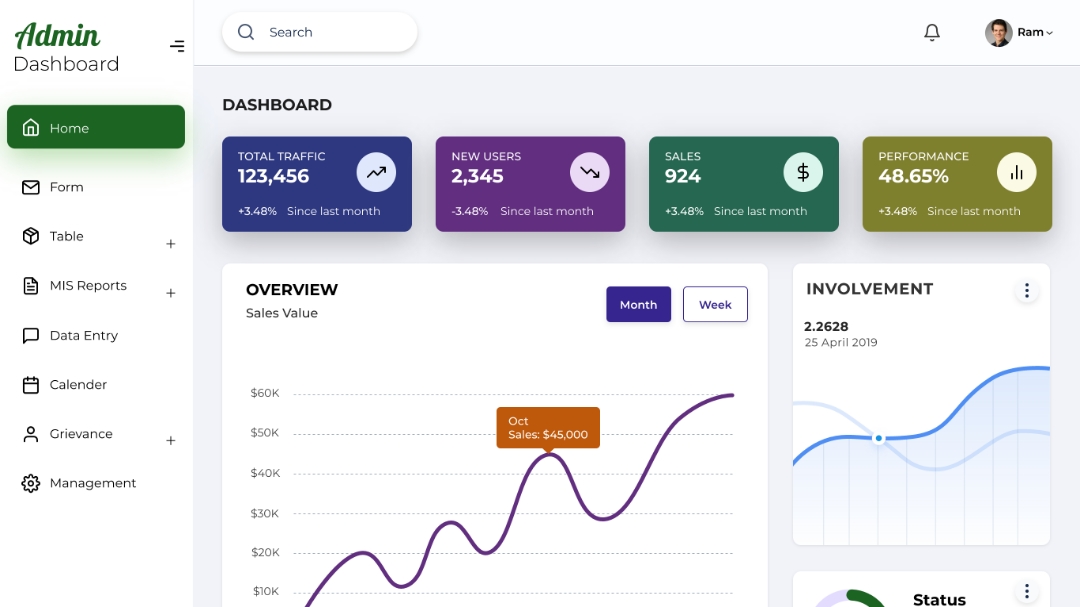 Admin
Dashboard
Search
Ram
Home
Form
Table
MIS Reports
Data Entry
Calender
Grievance
Management
DASHBOARD
TOTAL TRAFFIC
123,456
+3.48% Since last month
NEW USERS
2,345
-3.48% Since last month
SALES
924
$
+3.48% Since last month
PERFORMANCE
48.65%
+3.48% Since last month
OVERVIEW
Sales Value
Month
Week
$60K
$50K
$40K
$30K
$20K
$10K
Oct
Sales: $45,000
INVOLVEMENT
2.2628
25 April 2019
Status